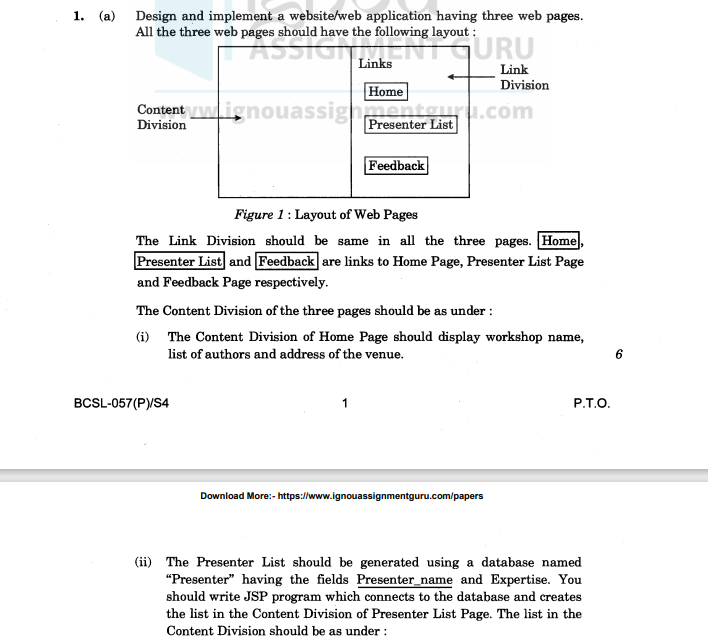 1. (a) Design and implement a website/web application having three web pages.
All the three web pages should have the following layout :
ASSIGNMENT GURU
www.ignouassignmentguru.com
Links
Link
Division
Home
Content
Division
Presenter List
Feedback
Figure 1 : Layout of Web Pages
The Link Division should be same in all the three pages. Home,
Presenter List and Feedback are links to Home Page, Presenter List Page
and Feedback Page respectively.
The Content Division of the three pages should be as under :
(i) The Content Division of Home Page should display workshop name,
list of authors and address of the venue. 6
BCSL-057(P)/S4 1 P.T.O.
Download More:- https://www.ignouassignmentguru.com/papers
(ii) The Presenter List should be generated using a database named
“Presenter” having the fields Presenter_name and Expertise. You
should write JSP program which connects to the database and creates
the list in the Content Division of Presenter List Page. The list in the
Content Division should be as under :